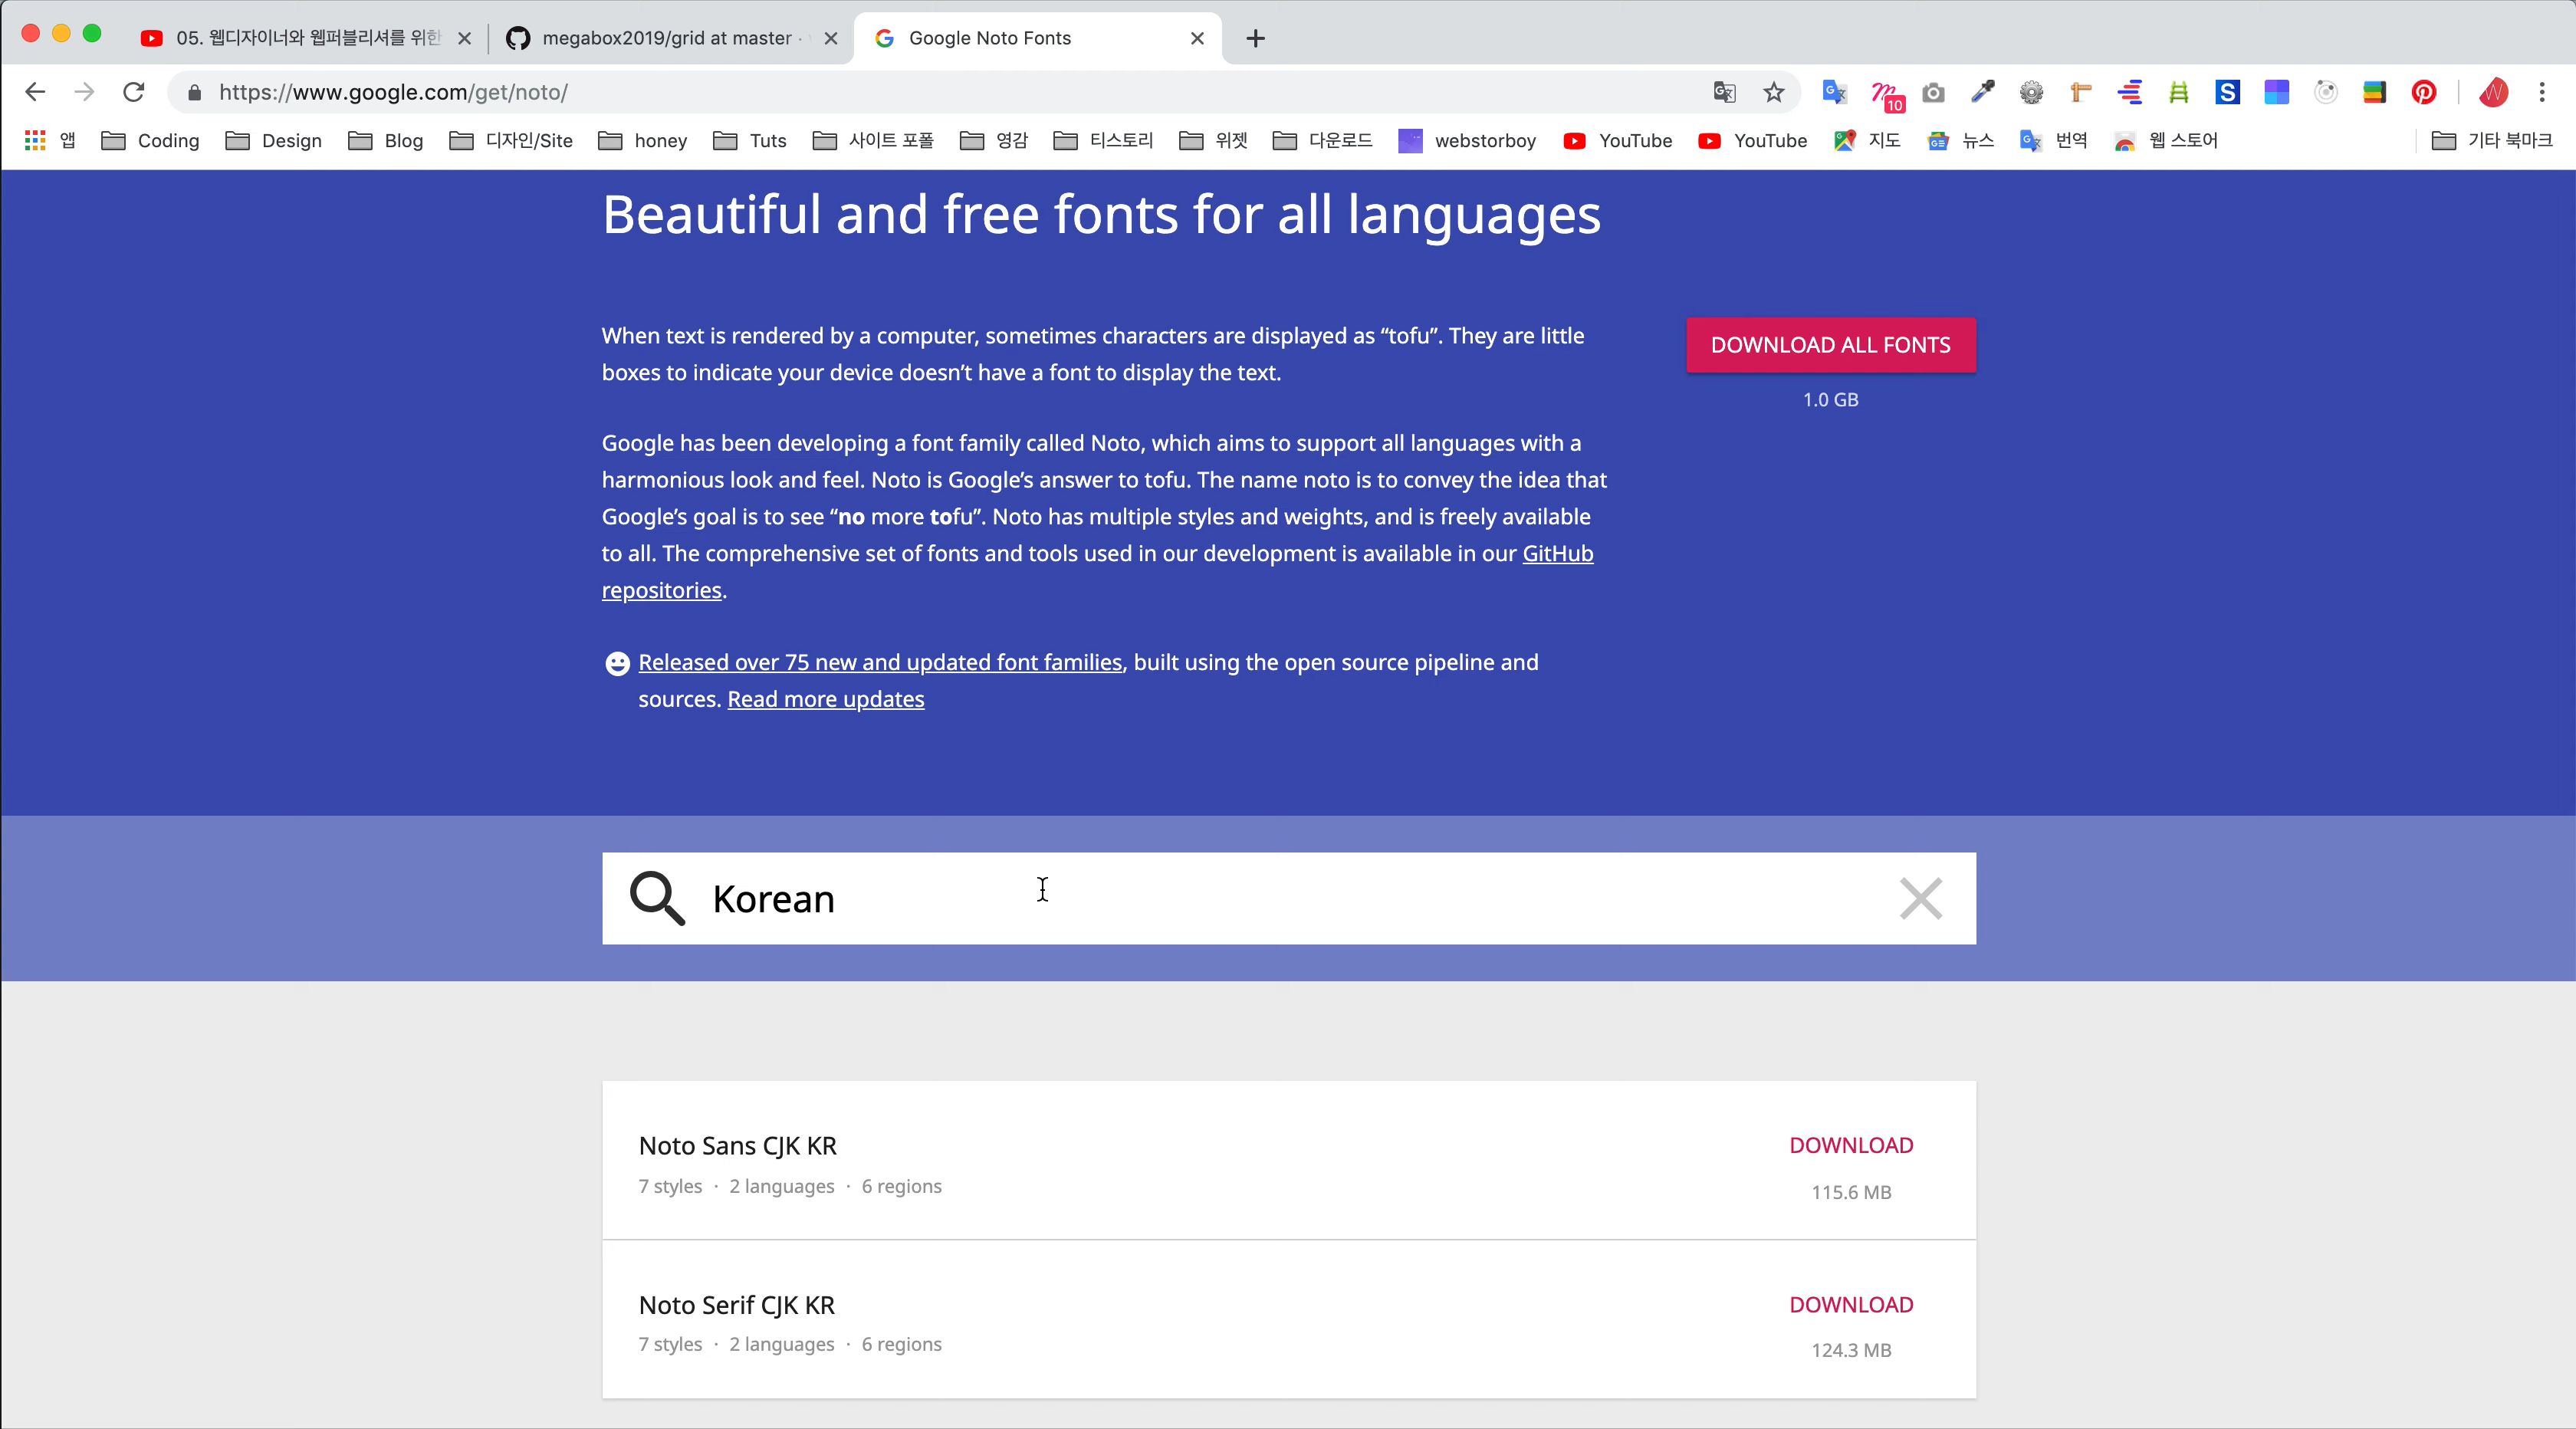 05. 웹디자이너와 웹퍼블리셔를 위한
megabox2019/grid at master ·
Google Noto Fonts
https://www.google.com/get/noto/
10
앱
Coding
Design
Blog
디자인/Site
honey
Tuts
사이트 포폴
영감
티스토리
위젯
다운로드
webstorboy
YouTube
YouTube
지도
뉴스
번역
웹 스토어
기타 북마크
Beautiful and free fonts for all languages
When text is rendered by a computer, sometimes characters are displayed as “tofu”. They are little
boxes to indicate your device doesn’t have a font to display the text.
DOWNLOAD ALL FONTS
1.0 GB
Google has been developing a font family called Noto, which aims to support all languages with a
harmonious look and feel. Noto is Google’s answer to tofu. The name noto is to convey the idea that
Google’s goal is to see “no more tofu”. Noto has multiple styles and weights, and is freely available
to all. The comprehensive set of fonts and tools used in our development is available in our GitHub
repositories.
Released over 75 new and updated font families, built using the open source pipeline and
sources. Read more updates
Korean
Noto Sans CJK KR
7 styles · 2 languages · 6 regions
DOWNLOAD
115.6 MB
Noto Serif CJK KR
7 styles · 2 languages · 6 regions
DOWNLOAD
124.3 MB